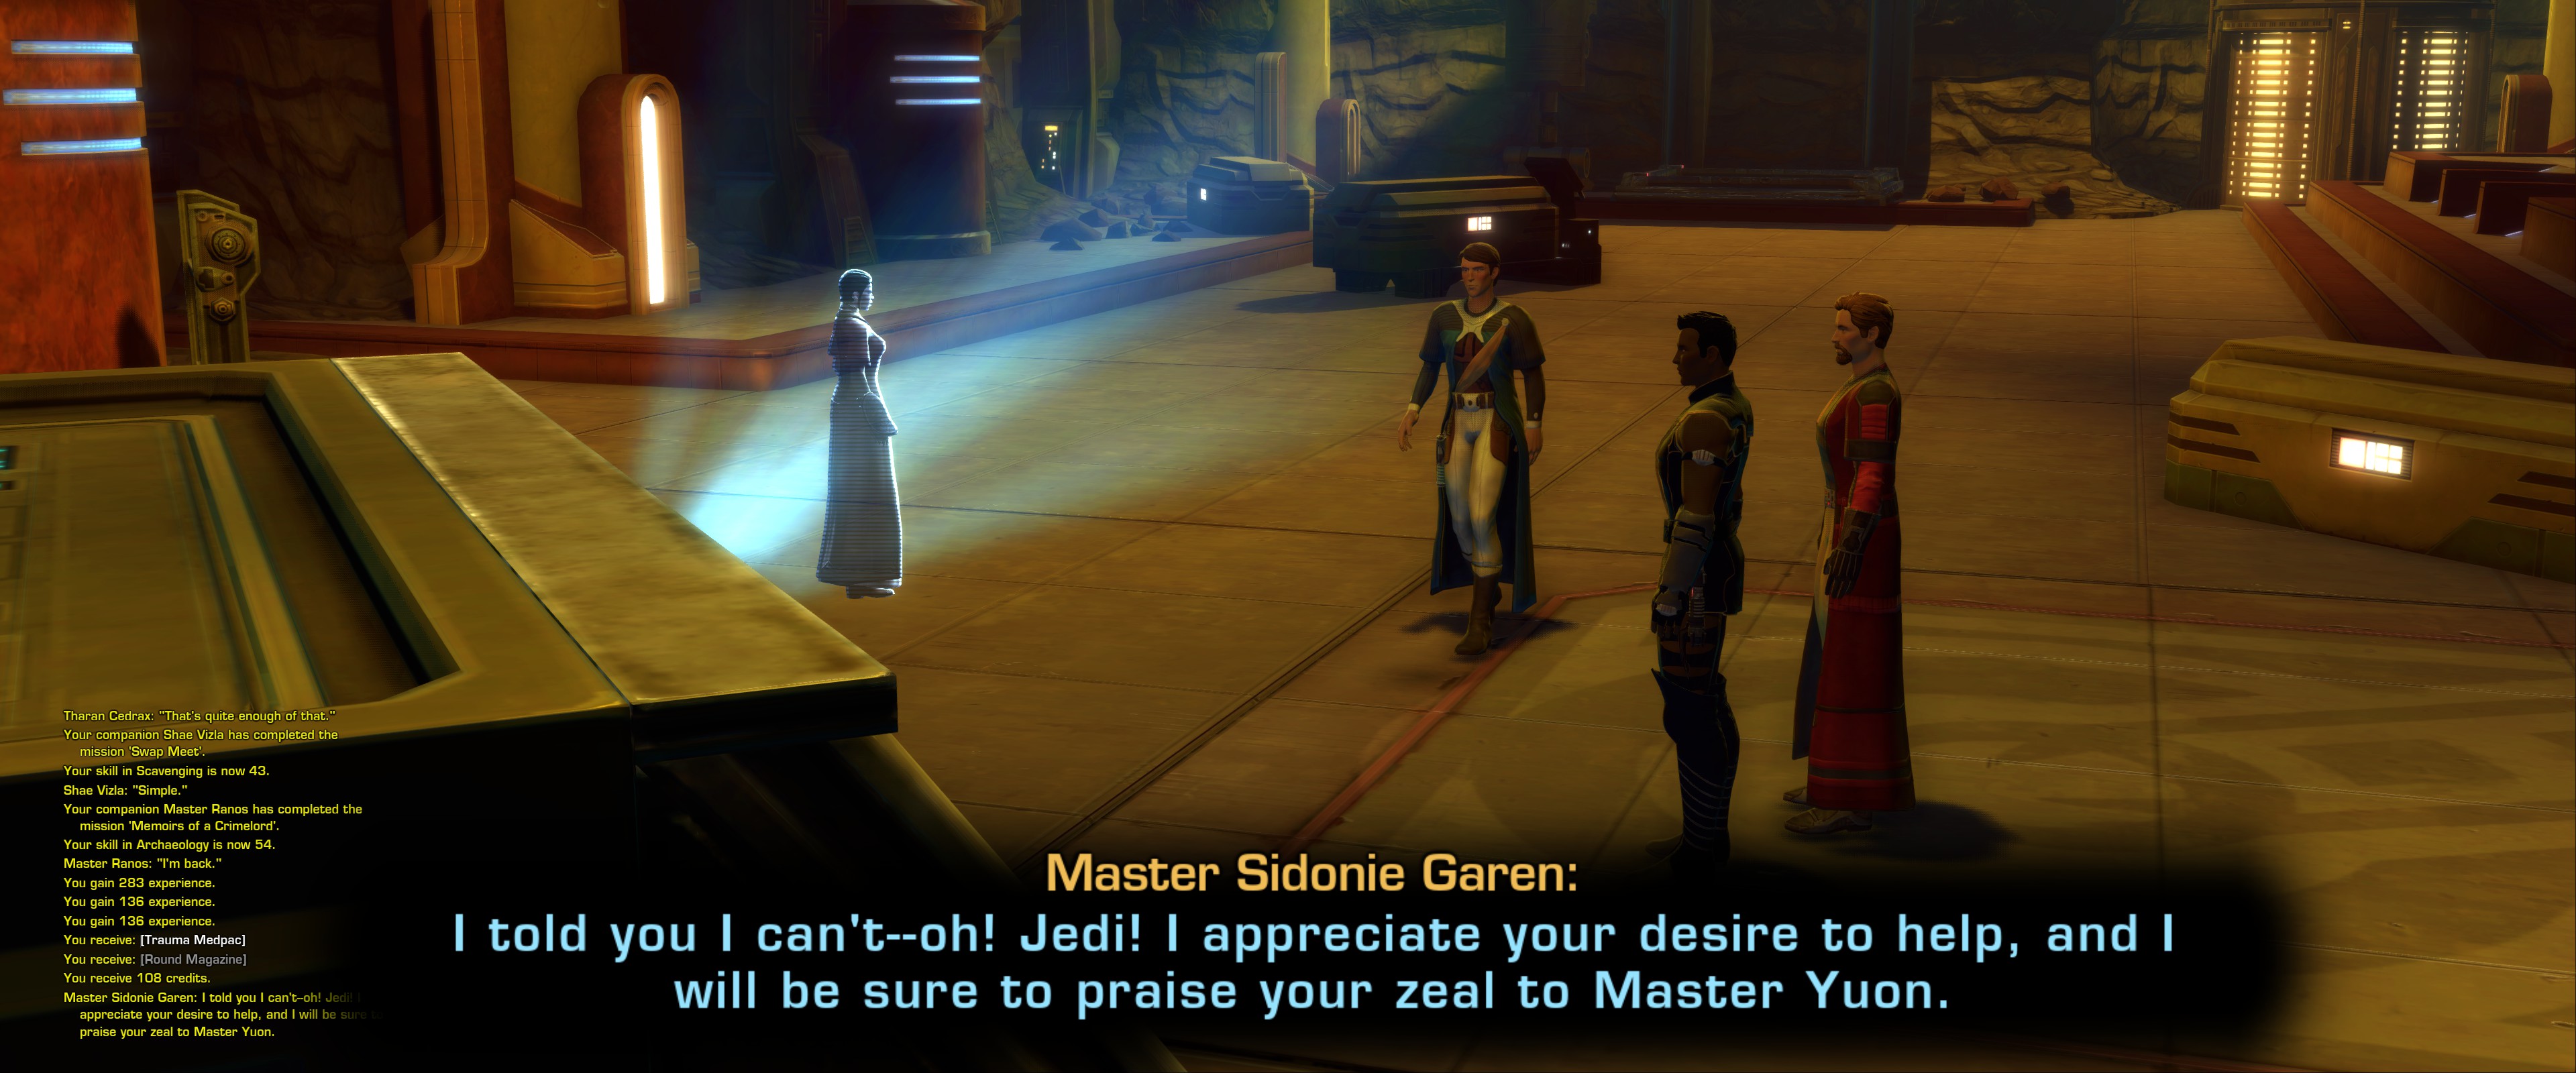 Tharan Cedrax: "That's quite enough of that."
Your companion Shae Vizla has completed the
mission 'Swap Meet'.
Your skill in Scavenging is now 43.
Shae Vizla: "Simple."
Your companion Master Ranos has completed the
mission 'Memoirs of a Crimelord'.
Your skill in Archaeology is now 54.
Master Ranos: "I'm back."
You gain 283 experience.
You gain 136 experience.
You gain 136 experience.
You receive: [Trauma Medpac]
You receive: [Round Magazine]
You receive 108 credits.
Master Sidonie Garen: I told you I can't--oh! Jedi! I
appreciate your desire to help, and I will be sure
praise your zeal to Master Yuon.
Master Sidonie Garen:
I told you I can't--oh! Jedi! I appreciate your desire to help, and I
will be sure to praise your zeal to Master Yuon.